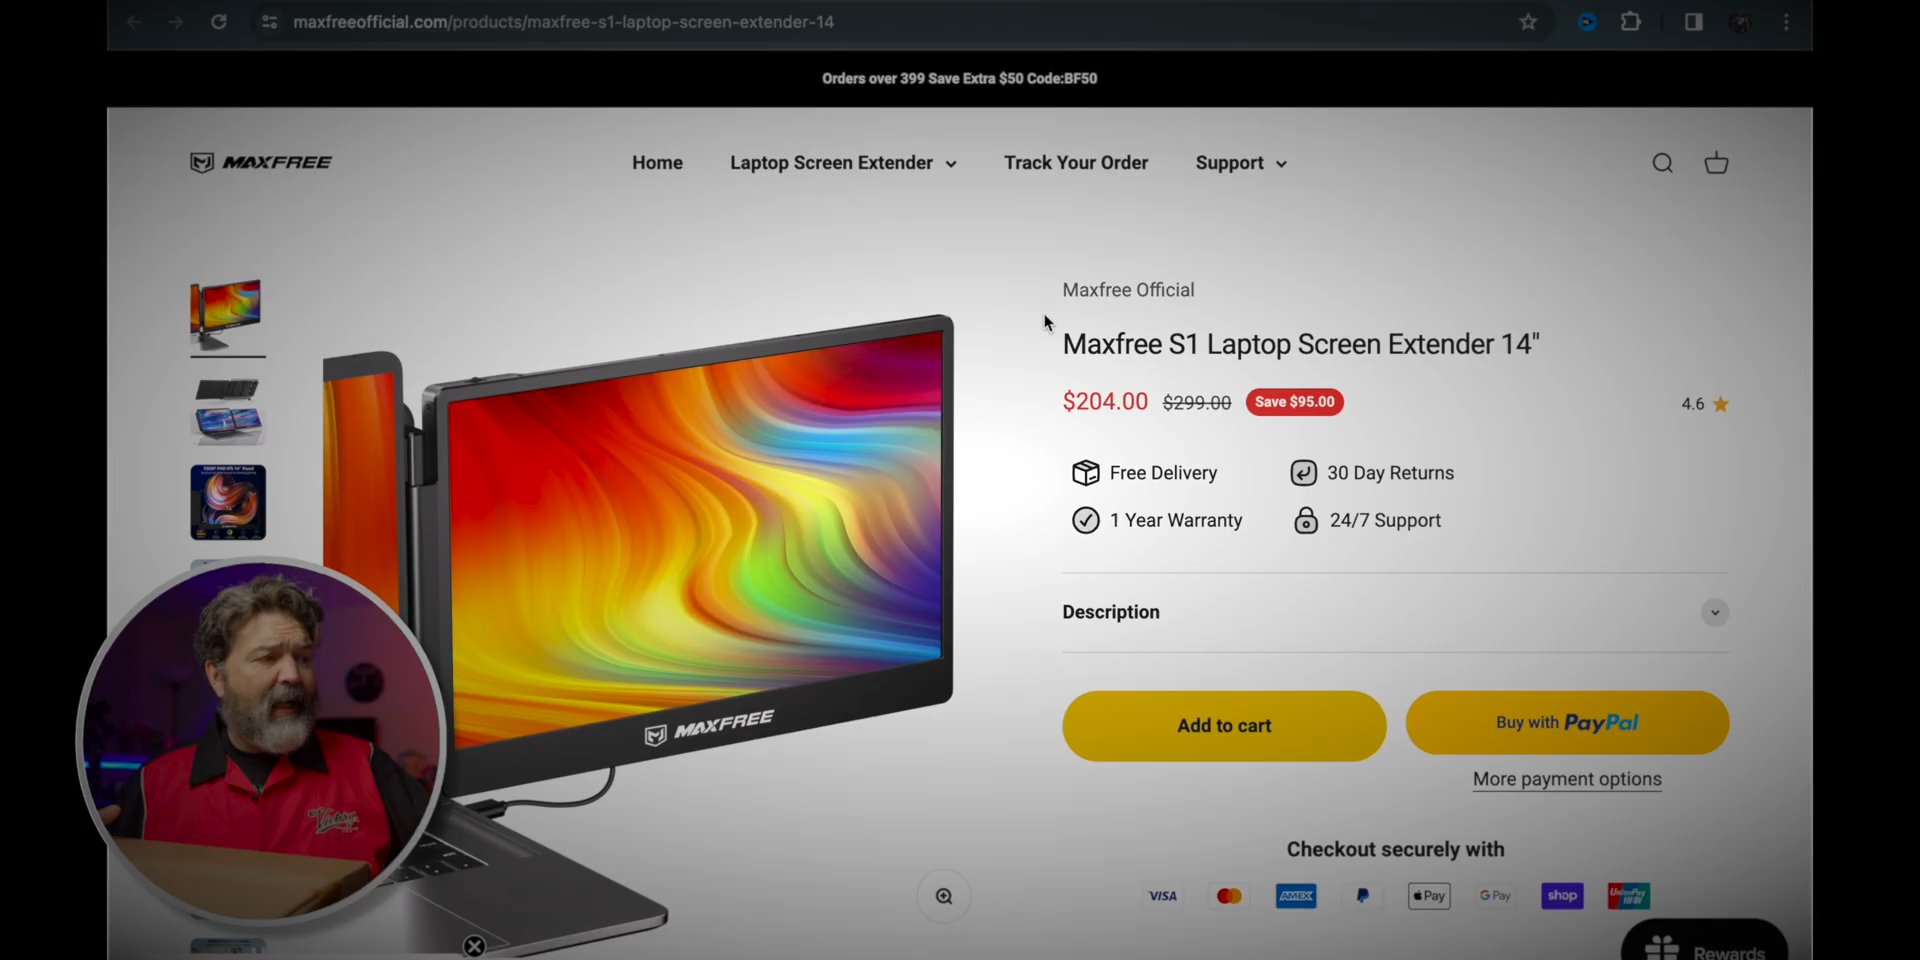 maxfreeofficial.com/products/maxfree-s1-laptop-screen-extender-14
Orders over 399 Save Extra $50 Code:BF50
MAXFREE
Home
Laptop Screen Extender
Track Your Order
Support
Maxfree Official
Maxfree S1 Laptop Screen Extender 14"
$204.00 $299.00 Save $95.00
4.6
Free Delivery
30 Day Returns
1 Year Warranty
24/7 Support
Description
MAXFREE
Add to cart
Buy with PayPal
More payment options
Victory
Checkout securely with
VISA
AMEX
Pay
G Pay
shop
UnionPay
Rewards